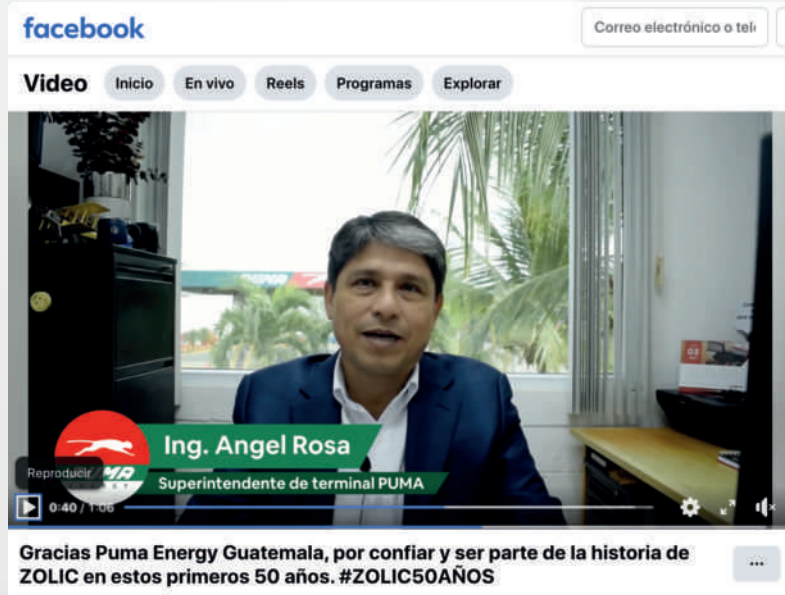 facebook
Correo electrónico o tel
Video Inicio En vivo Reels Programas Explorar
Ing. Angel Rosa
Reproducir
Superintendente de terminal PUMA
0:40 / 1:06
Gracias Puma Energy Guatemala, por confiar y ser parte de la historia de
ZOLIC en estos primeros 50 años. #ZOLIC50AÑOS